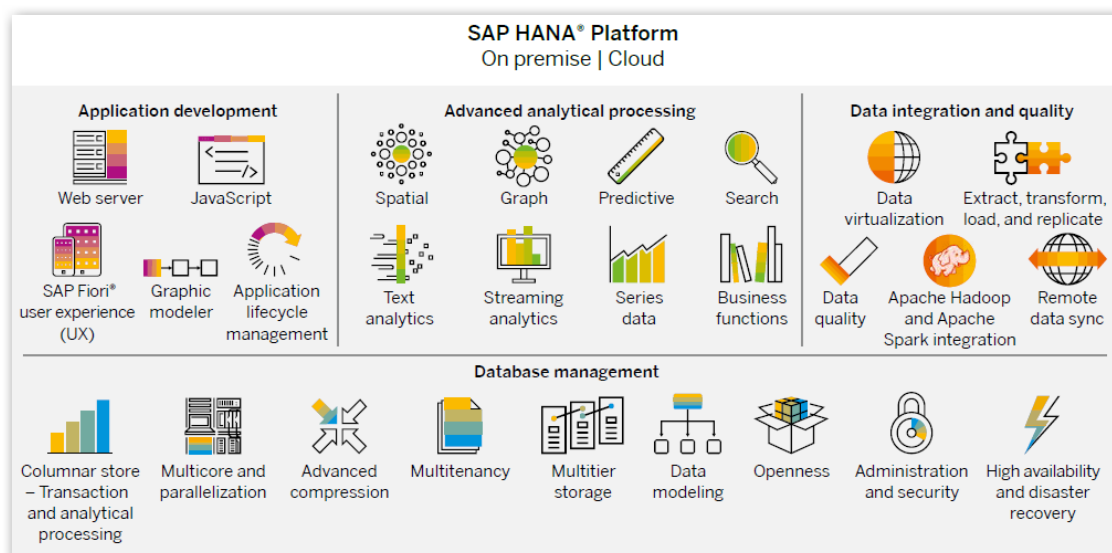 SAP HANA® Platform
On premise | Cloud
Application development
Web server
JavaScript
SAP Fiori®
user experience
(UX)
Graphic
modeler
Application
lifecycle
management
Advanced analytical processing
Spatial
Graph
Predictive
Search
Text
analytics
Streaming
analytics
Series
data
Business
functions
Data integration and quality
Data
virtualization
Extract, transform,
load, and replicate
Data
quality
Apache Hadoop
and Apache
Spark integration
Remote
data sync
Database management
Columnar store
– Transaction
and analytical
processing
Multicore and
parallelization
Advanced
compression
Multitenancy
Multitier
storage
Data
modeling
Openness
Administration
and security
High availability
and disaster
recovery